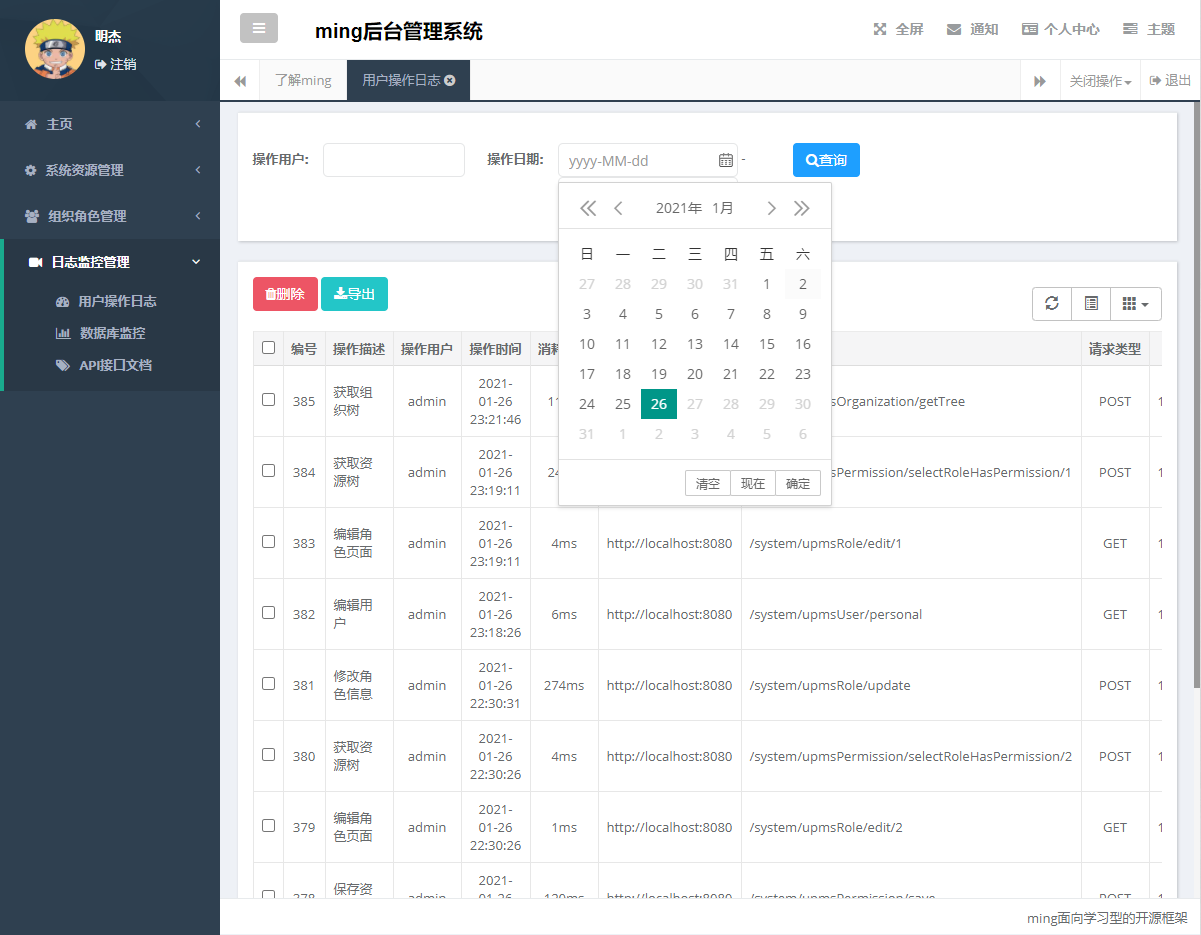 明杰
注销
ming后台管理系统
全屏 通知 个人中心 主题
了解ming 用户操作日志 关闭操作 退出
主页
系统资源管理
组织角色管理
日志监控管理
用户操作日志
数据库监控
API接口文档
操作用户: 操作日期: yyyy-MM-dd - 查询
2021年 1月
日 一 二 三 四 五 六
27 28 29 30 31 1 2
3 4 5 6 7 8 9
10 11 12 13 14 15 16
17 18 19 20 21 22 23
24 25 26 27 28 29 30
31 1 2 3 4 5 6
清空 现在 确定
删除 导出
编号 操作描述 操作用户 操作时间 请求类型
385 获取组织树 admin 2021-01-26 23:21:46 sOrganization/getTree POST 1
384 获取资源树 admin 2021-01-26 23:19:11 sPermission/selectRoleHasPermission/1 POST 1
383 编辑角色页面 admin 2021-01-26 23:19:11 4ms http://localhost:8080 /system/upmsRole/edit/1 GET 1
382 编辑用户 admin 2021-01-26 23:18:26 6ms http://localhost:8080 /system/upmsUser/personal GET 1
381 修改角色信息 admin 2021-01-26 22:30:31 274ms http://localhost:8080 /system/upmsRole/update POST 1
380 获取资源树 admin 2021-01-26 22:30:26 4ms http://localhost:8080 /system/upmsPermission/selectRoleHasPermission/2 POST 1
379 编辑角色页面 admin 2021-01-26 22:30:26 1ms http://localhost:8080 /system/upmsRole/edit/2 GET 1
378 保存资 admin 2021-01-26 http://localhost:8080 /system/upmsPermission/save POST 1
ming面向学习型的开源框架